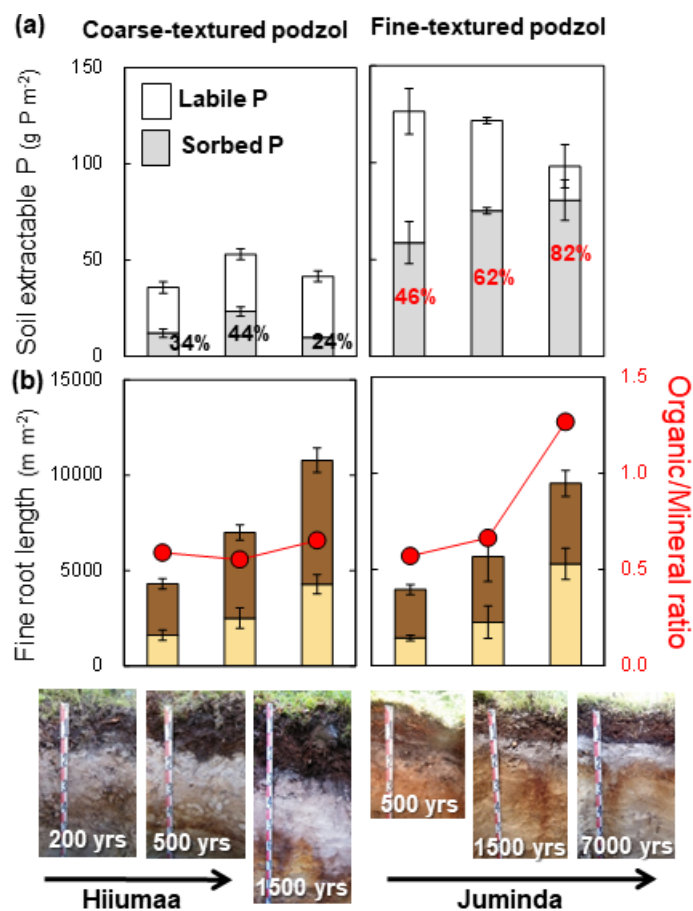 (a)
Coarse-textured podzol
Fine-textured podzol
Soil extractable P (g P m-2)
150
100
50
0
Labile P
Sorbed P
34%
44%
24%
46%
62%
82%
(b)
Fine root length (m m-2)
15000
10000
5000
0
1.5
1.0
0.5
0.0
Organic/Mineral ratio
200 yrs
500 yrs
1500 yrs
500 yrs
1500 yrs
7000 yrs
Hiiumaa
Juminda